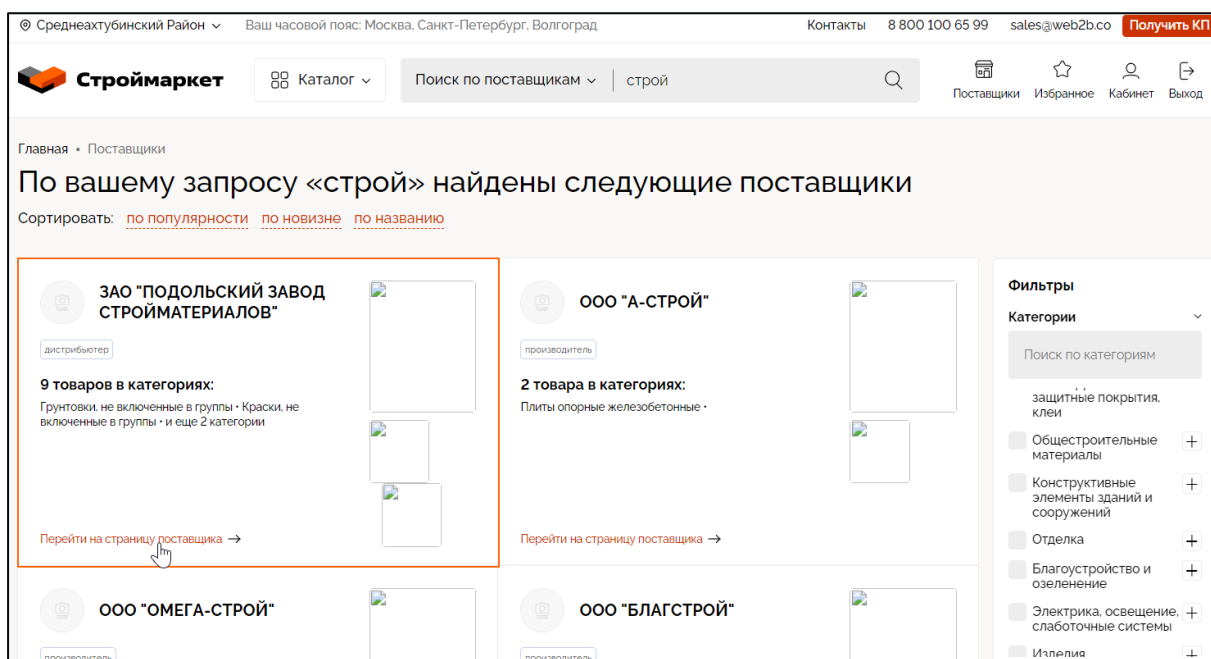 Среднеахтубинский Район
Ваш часовой пояс: Москва, Санкт-Петербург, Волгоград
Контакты
8 800 100 65 99
sales@web2b.co
Получить КП
Строймаркет
Каталог
Поиск по поставщикам
строй
Поставщики
Избранное
Кабинет
Выход
Главная • Поставщики
По вашему запросу «строй» найдены следующие поставщики
Сортировать: по популярности по новизне по названию
ЗАО "ПОДОЛЬСКИЙ ЗАВОД
СТРОЙМАТЕРИАЛОВ"
дистрибьютер
9 товаров в категориях:
Грунтовки, не включенные в группы • Краски, не
включенные в группы • и еще 2 категории
Перейти на страницу поставщика →
ООО "А-СТРОЙ"
производитель
2 товара в категориях:
Плиты опорные железобетонные •
Перейти на страницу поставщика →
ООО "ОМЕГА-СТРОЙ"
производитель
ООО "БЛАГСТРОЙ"
производитель
Фильтры
Категории
Поиск по категориям
защитные покрытия,
клеи
Общестроительные
материалы
Конструктивные
элементы зданий и
сооружений
Отделка
Благоустройство и
озеленение
Электрика, освещение,
слаботочные системы
Изделия